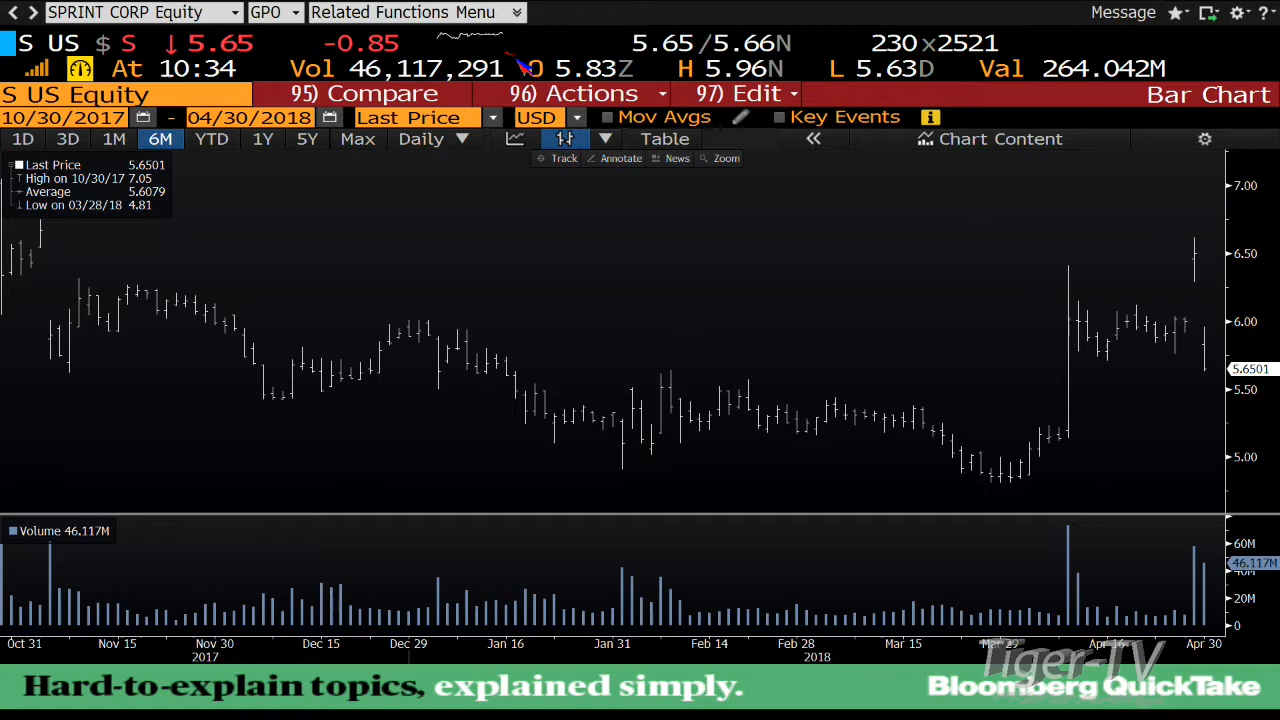 SPRINT CORP Equity GPO Related Functions Menu Message ?
S US $ S ↓ 5.65 -0.85 5.65/5.66N 230x2521
At 10:34 Vol 46,117,291 O 5.83Z H 5.96N L 5.63D Val 264.042M
S US Equity 95) Compare 96) Actions 97) Edit Bar Chart
10/30/2017 - 04/30/2018 Last Price USD Mov Avgs Key Events
1D 3D 1M 6M YTD 1Y 5Y Max Daily ▼ Table « Chart Content
Track Annotate News Zoom
Last Price 5.6501
High on 10/30/17 7.05
Average 5.6079
Low on 03/28/18 4.81
7.00
6.50
6.00
5.6501
5.50
5.00
Volume 46.117M
60M
46.117M
40M
20M
0
Oct 31 Nov 15 Nov 30 Dec 15 Dec 29 Jan 16 Jan 31 Feb 14 Feb 28 Mar 15 Mar 29 Apr 16 Apr 30
2017 2018
Tiger-TV
Hard-to-explain topics, explained simply. Bloomberg QuickTake